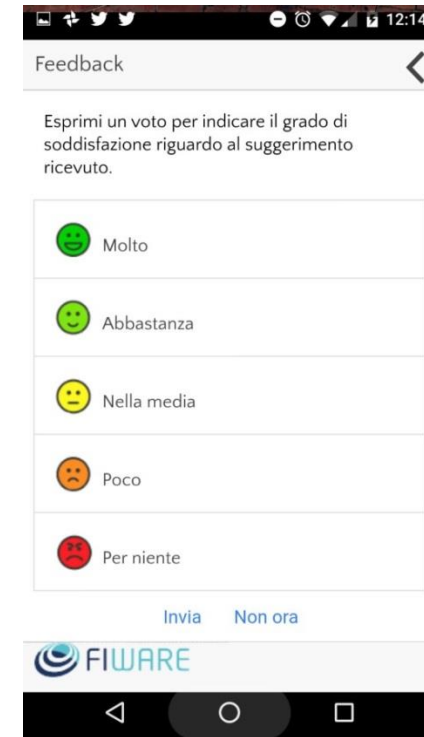 12:14
Feedback
Esprimi un voto per indicare il grado di
soddisfazione riguardo al suggerimento
ricevuto.
Molto
Abbastanza
Nella media
Poco
Per niente
Invia Non ora
FIWARE